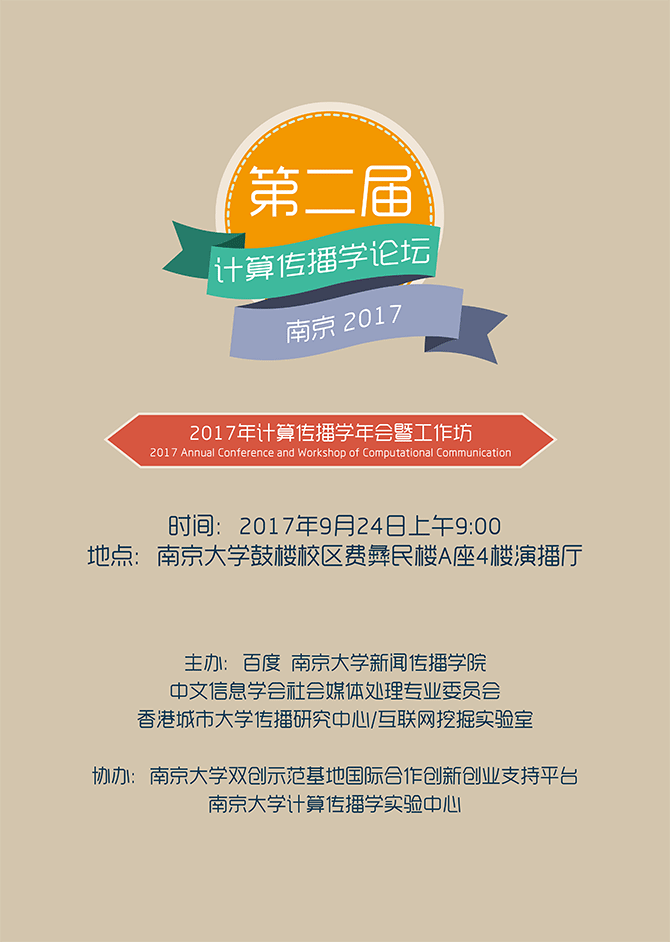 第二届
计算传播学论坛
南京 2017
2017年计算传播学年会暨工作坊
2017 Annual Conference and Workshop of Computational Communication
时间：2017年9月24日上午9:00
地点：南京大学鼓楼校区费彝民楼A座4楼演播厅
主办：百度 南京大学新闻传播学院
中文信息学会社会媒体处理专业委员会
香港城市大学传播研究中心/互联网挖掘实验室
协办：南京大学双创示范基地国际合作创新创业支持平台
南京大学计算传播学实验中心